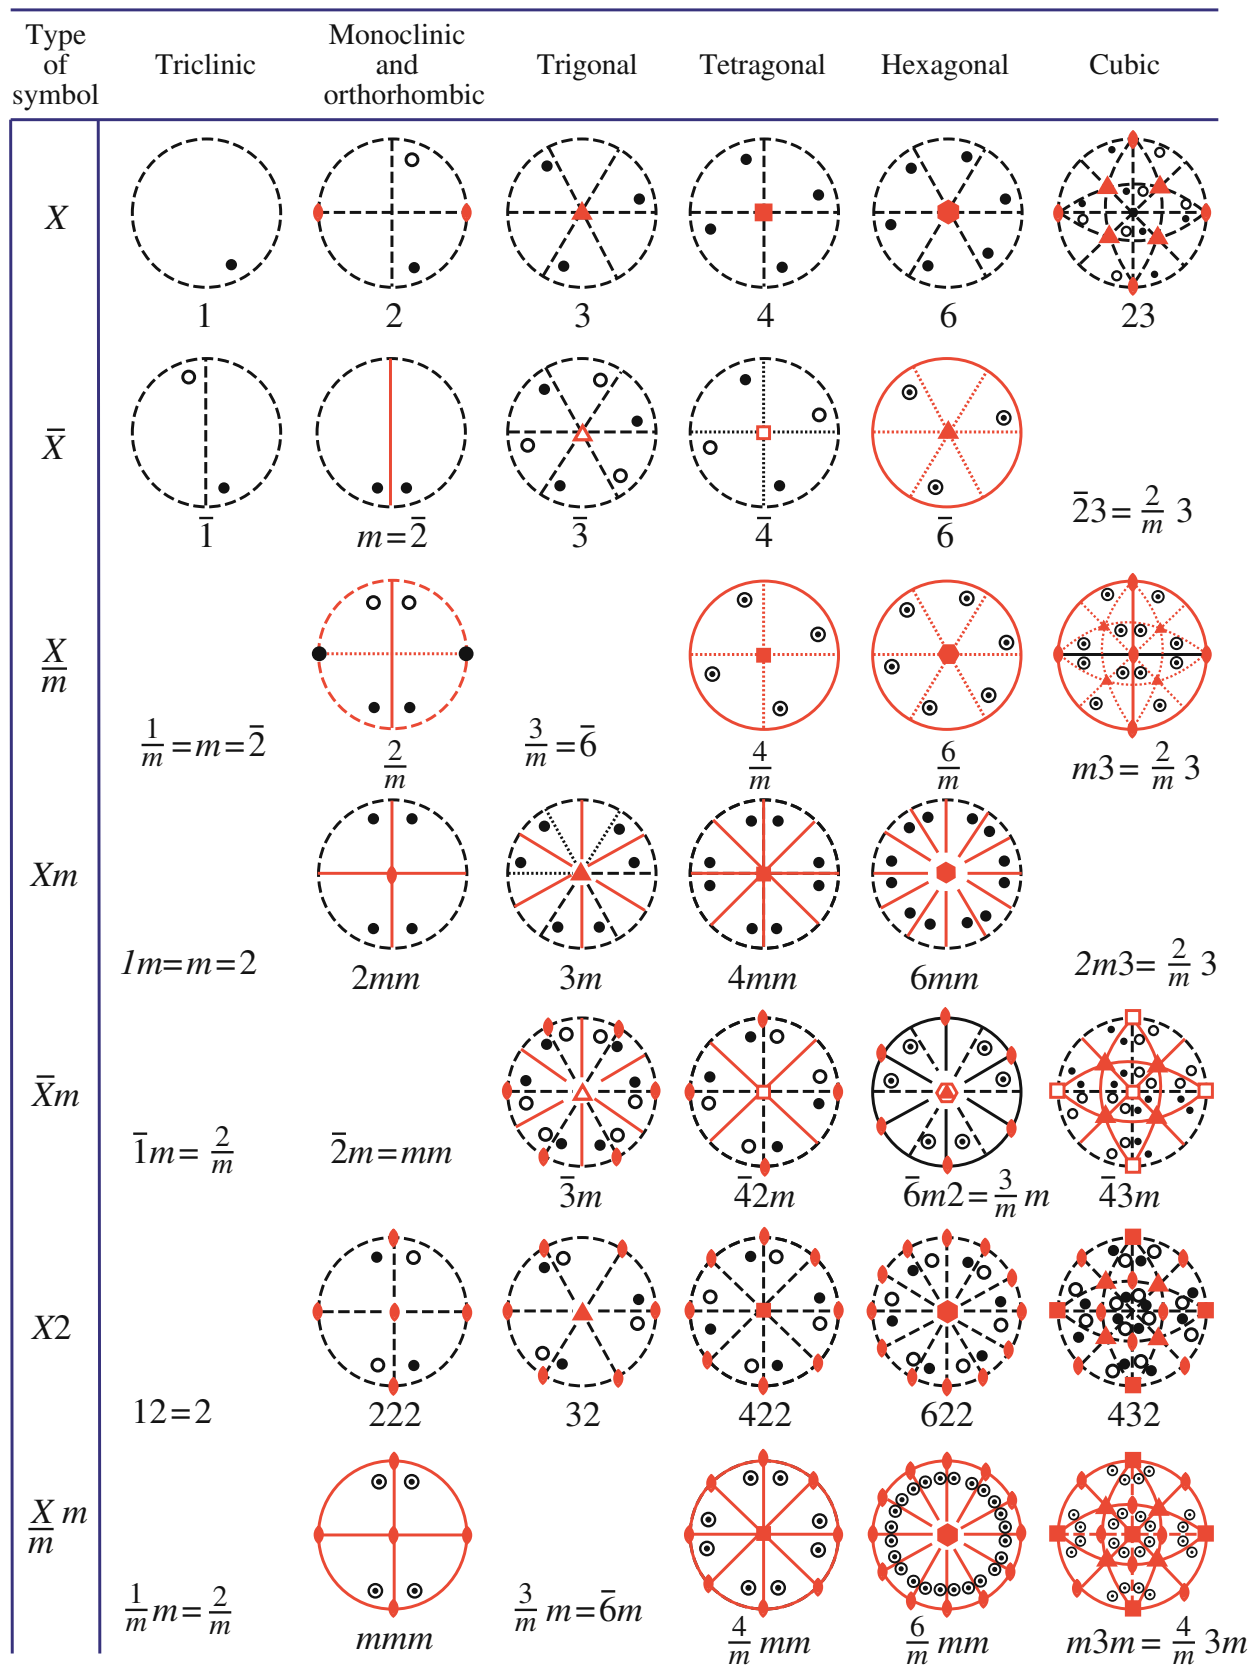 Type of symbol
Triclinic
Monoclinic and orthorhombic
Trigonal
Tetragonal
Hexagonal
Cubic
X
1
2
3
4
6
23
X̄
1̄
m = 2̄
3̄
4̄
6̄
2̄3 = 2/m 3
X/m
1/m = m = 2̄
2/m
3/m = 6̄
4/m
6/m
m3 = 2/m 3
Xm
1m = m = 2
2mm
3m
4mm
6mm
2m3 = 2/m 3
X̄m
1̄m = 2/m
2̄m = mm
3̄m
4̄2m
6̄m2 = 3/m m
4̄3m
X2
12 = 2
222
32
422
622
432
X/m m
1/m m = 2/m
mmm
3/m m = 6̄m
4/m mm
6/m mm
m3m = 4/m 3m